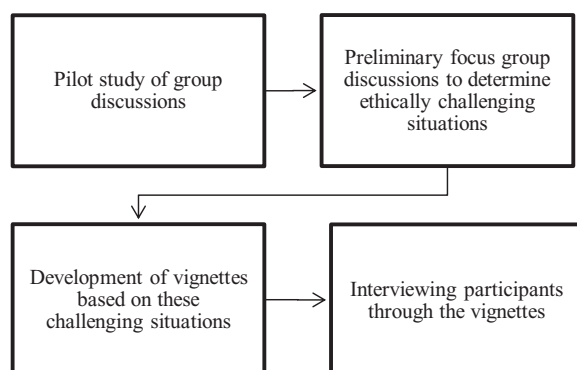 Pilot study of group
discussions
Preliminary focus group
discussions to determine
ethically challenging
situations
Development of vignettes
based on these
challenging situations
Interviewing participants
through the vignettes